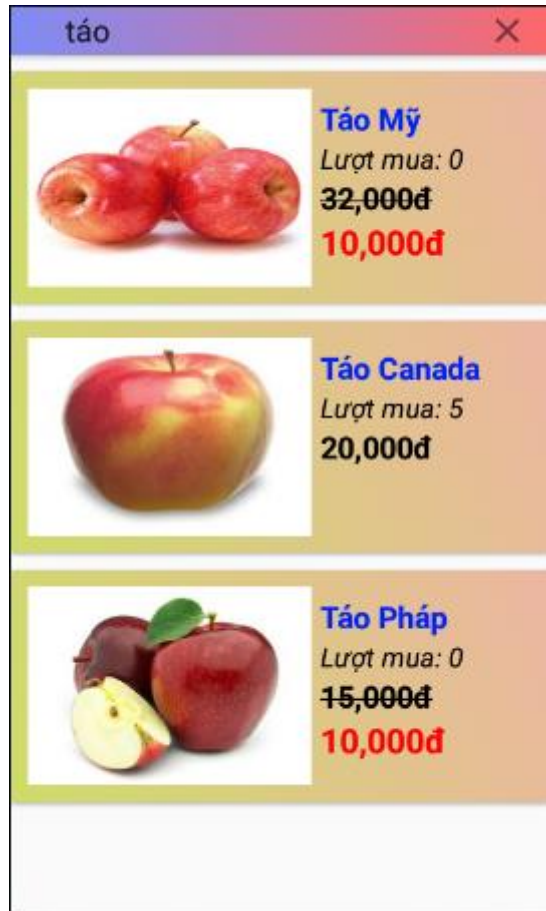 táo
Táo Mỹ
Lượt mua: 0
32,000đ
10,000đ
Táo Canada
Lượt mua: 5
20,000đ
Táo Pháp
Lượt mua: 0
15,000đ
10,000đ